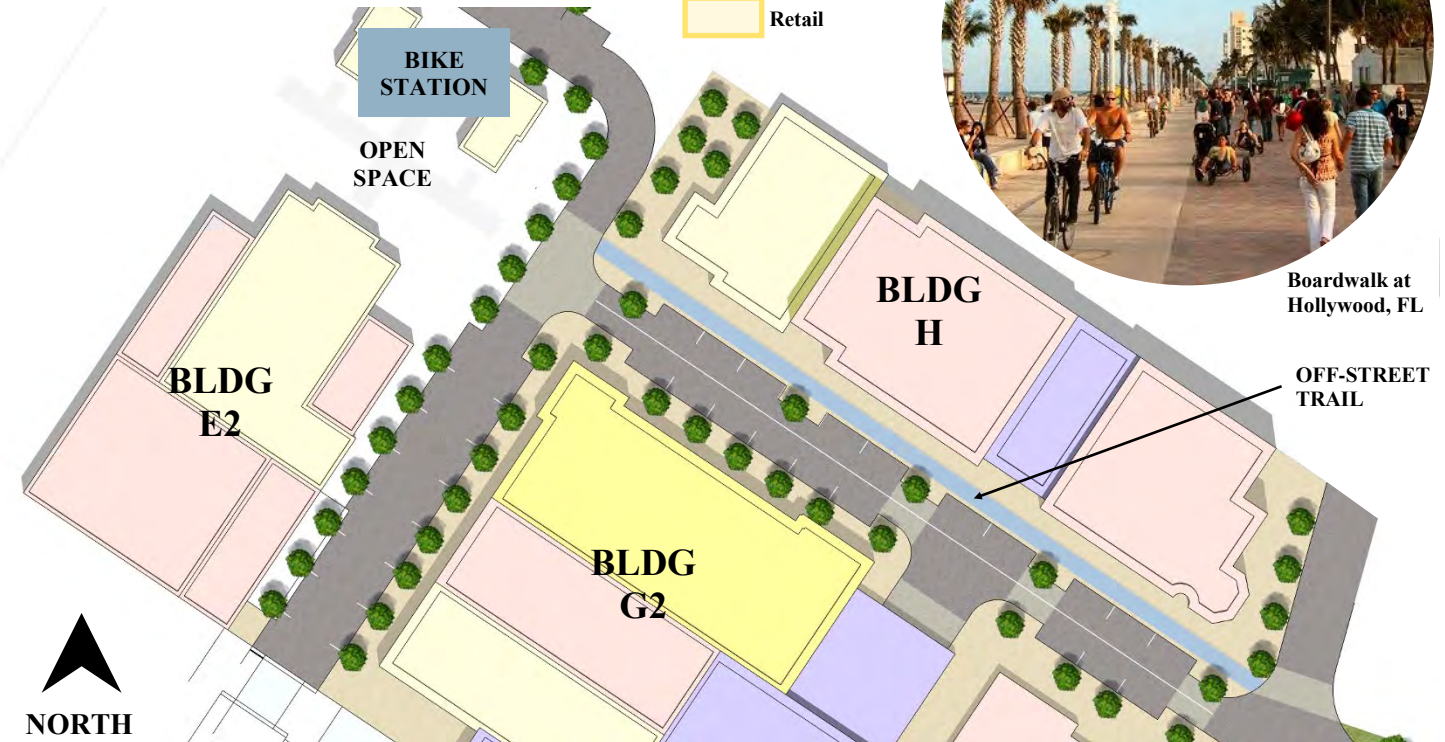 Retail
BIKE
STATION
OPEN
SPACE
BLDG
H
Boardwalk at
Hollywood, FL
OFF-STREET
TRAIL
BLDG
E2
BLDG
G2
NORTH